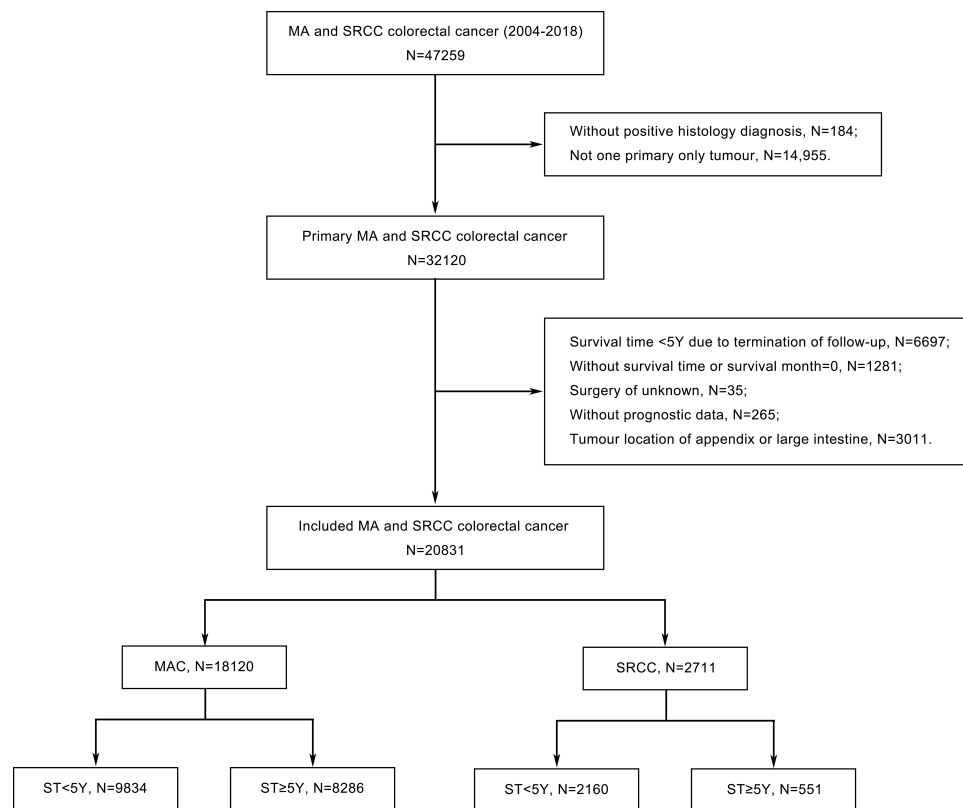 MA and SRCC colorectal cancer (2004-2018)
N=47259
Without positive histology diagnosis, N=184;
Not one primary only tumour, N=14,955.
Primary MA and SRCC colorectal cancer
N=32120
Survival time <5Y due to termination of follow-up, N=6697;
Without survival time or survival month=0, N=1281;
Surgery of unknown, N=35;
Without prognostic data, N=265;
Tumour location of appendix or large intestine, N=3011.
Included MA and SRCC colorectal cancer
N=20831
MAC, N=18120
SRCC, N=2711
ST<5Y, N=9834
ST≥5Y, N=8286
ST<5Y, N=2160
ST≥5Y, N=551